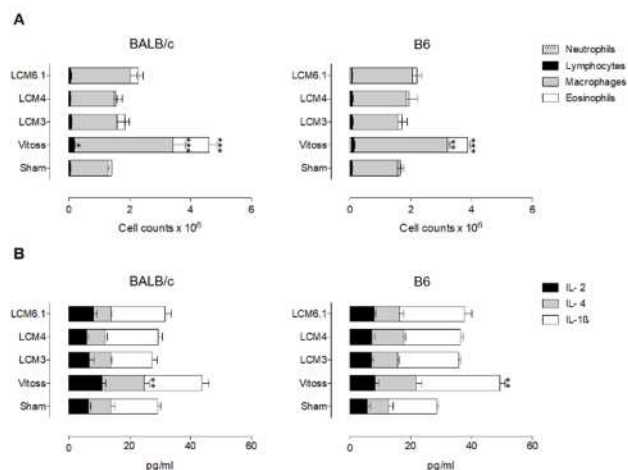 A
BALB/c
B6
Neutrophils
Lymphocytes
Macrophages
Eosinophils
LCM6.1
LCM4
LCM3
Vitoss
Sham
LCM6.1
LCM4
LCM3
Vitoss
Sham
0 2 4 6
Cell counts x 10⁶
0 2 4 6
Cell counts x 10⁶
B
BALB/c
B6
IL- 2
IL- 4
IL-1ß
LCM6.1
LCM4
LCM3
Vitoss
Sham
LCM6.1
LCM4
LCM3
Vitoss
Sham
0 20 40 60
pg/ml
0 20 40 60
pg/ml